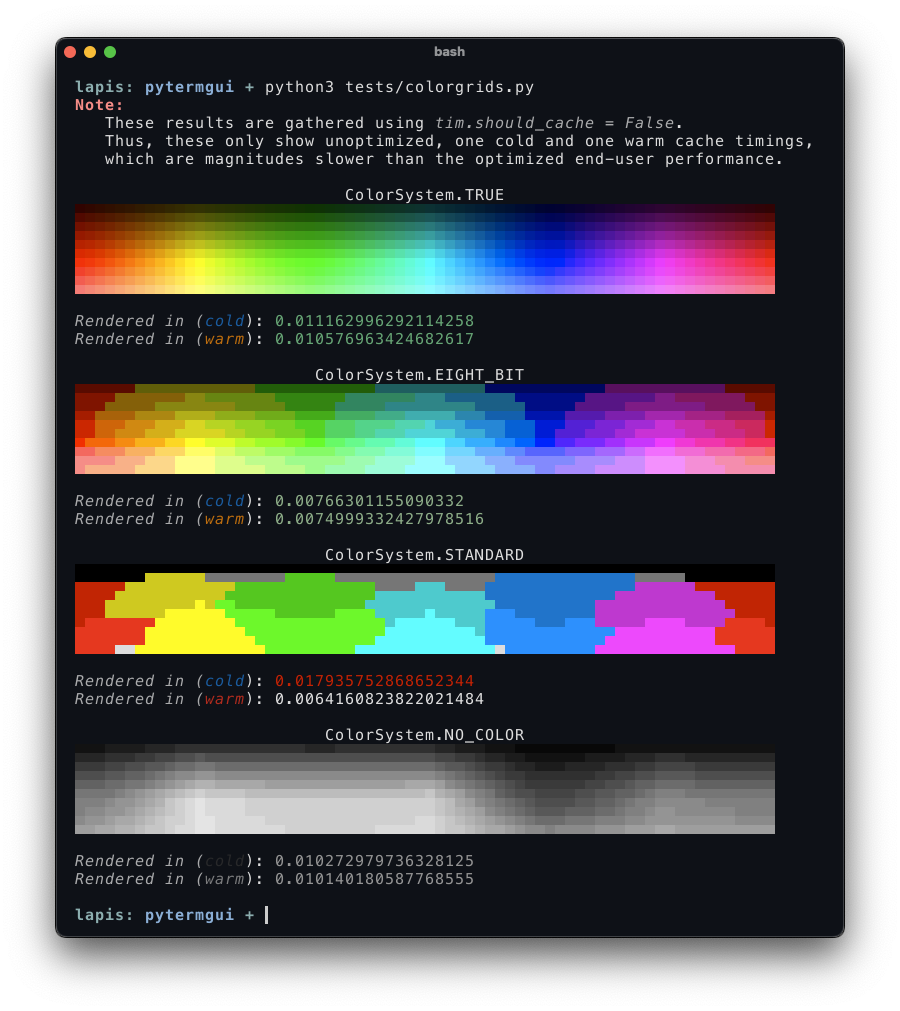 bash
lapis: pytermgui + python3 tests/colorgrids.py
Note:
These results are gathered using tim.should_cache = False.
Thus, these only show unoptimized, one cold and one warm cache timings,
which are magnitudes slower than the optimized end-user performance.
ColorSystem.TRUE
Rendered in (cold): 0.011162996292114258
Rendered in (warm): 0.010576963424682617
ColorSystem.EIGHT_BIT
Rendered in (cold): 0.00766301155090332
Rendered in (warm): 0.0074999332427978516
ColorSystem.STANDARD
Rendered in (cold): 0.017935752868652344
Rendered in (warm): 0.0064160823822021484
ColorSystem.NO_COLOR
Rendered in (cold): 0.010272979736328125
Rendered in (warm): 0.010140180587768555
lapis: pytermgui +